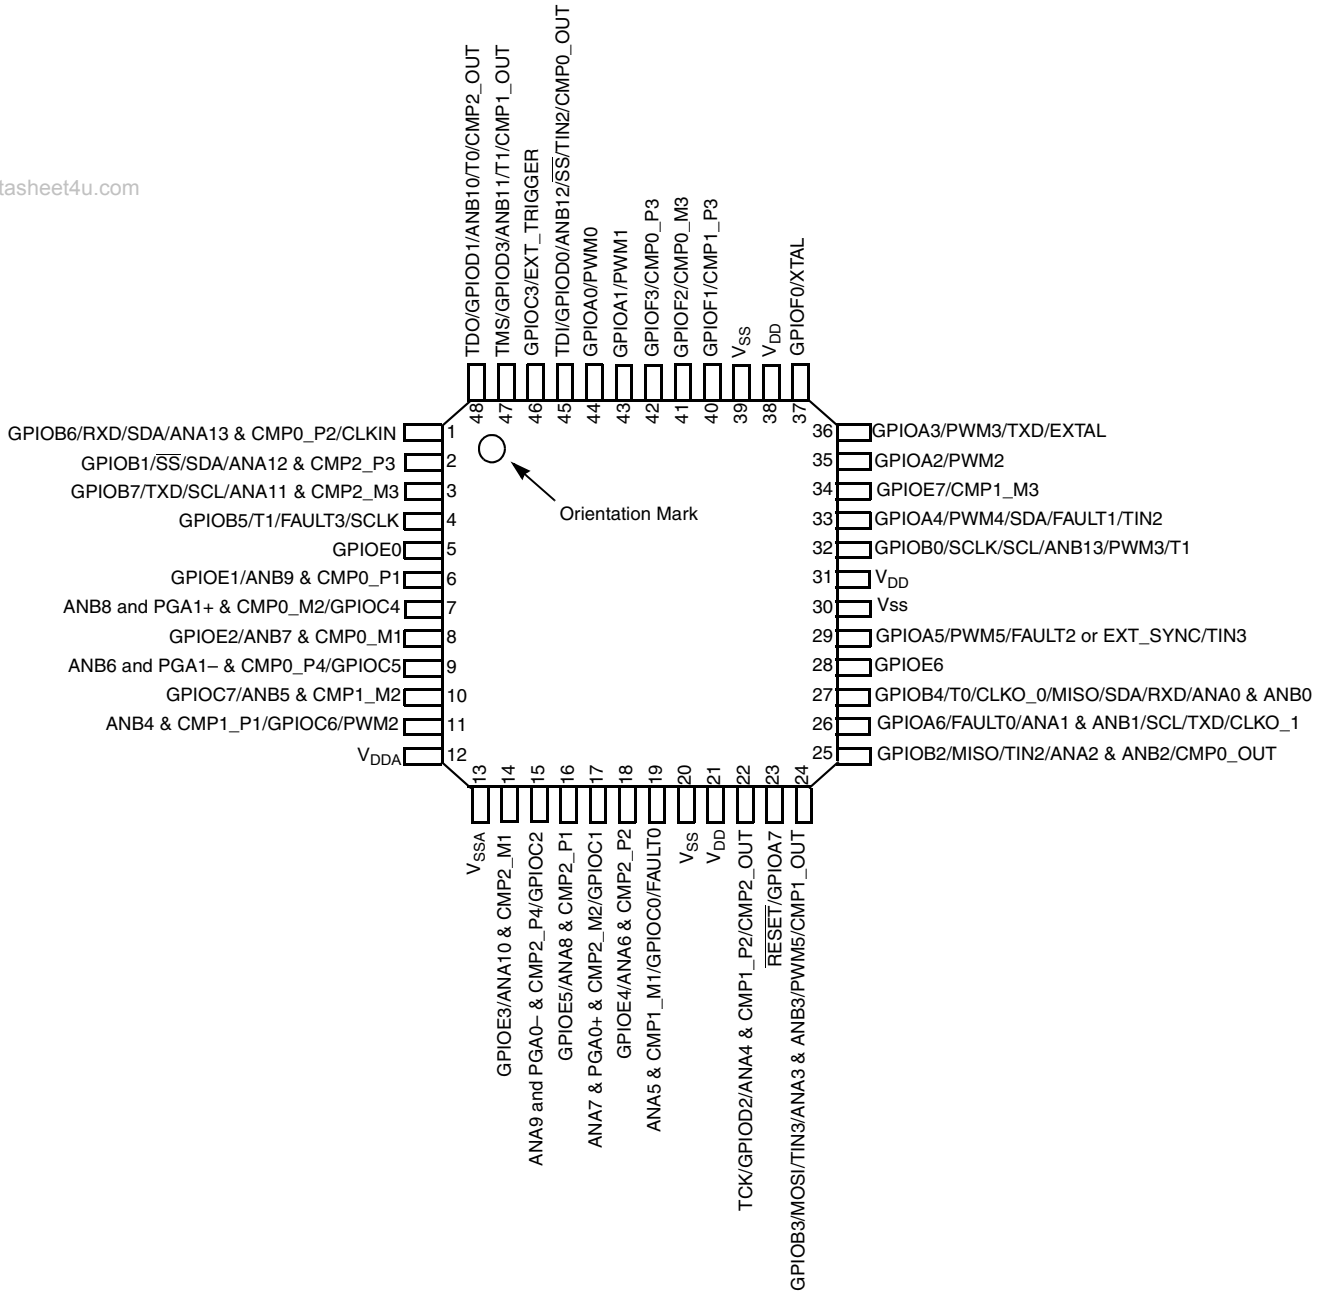 TDO/GPIOD1/ANB10/T0/CMP2_OUT
TMS/GPIOD3/ANB11/T1/CMP1_OUT
GPIOC3/EXT_TRIGGER
TDI/GPIOD0/ANB12/SS/TIN2/CMP0_OUT
GPIOA0/PWM0
GPIOA1/PWM1
GPIOF3/CMP0_P3
GPIOF2/CMP0_M3
GPIOF1/CMP1_P3
VSS
VDD
GPIOF0/XTAL
tasheet4u.com
48
47
46
45
44
43
42
41
40
39
38
37
GPIOB6/RXD/SDA/ANA13 & CMP0_P2/CLKIN 1
GPIOB1/SS/SDA/ANA12 & CMP2_P3 2
GPIOB7/TXD/SCL/ANA11 & CMP2_M3 3
GPIOB5/T1/FAULT3/SCLK 4
GPIOE0 5
GPIOE1/ANB9 & CMP0_P1 6
ANB8 and PGA1+ & CMP0_M2/GPIOC4 7
GPIOE2/ANB7 & CMP0_M1 8
ANB6 and PGA1– & CMP0_P4/GPIOC5 9
GPIOC7/ANB5 & CMP1_M2 10
ANB4 & CMP1_P1/GPIOC6/PWM2 11
VDDA 12
Orientation Mark
36 GPIOA3/PWM3/TXD/EXTAL
35 GPIOA2/PWM2
34 GPIOE7/CMP1_M3
33 GPIOA4/PWM4/SDA/FAULT1/TIN2
32 GPIOB0/SCLK/SCL/ANB13/PWM3/T1
31 VDD
30 Vss
29 GPIOA5/PWM5/FAULT2 or EXT_SYNC/TIN3
28 GPIOE6
27 GPIOB4/T0/CLKO_0/MISO/SDA/RXD/ANA0 & ANB0
26 GPIOA6/FAULT0/ANA1 & ANB1/SCL/TXD/CLKO_1
25 GPIOB2/MISO/TIN2/ANA2 & ANB2/CMP0_OUT
13
14
15
16
17
18
19
20
21
22
23
24
VSSA
GPIOE3/ANA10 & CMP2_M1
ANA9 and PGA0– & CMP2_P4/GPIOC2
GPIOE5/ANA8 & CMP2_P1
ANA7 & PGA0+ & CMP2_M2/GPIOC1
GPIOE4/ANA6 & CMP2_P2
ANA5 & CMP1_M1/GPIOC0/FAULT0
VSS
VDD
TCK/GPIOD2/ANA4 & CMP1_P2/CMP2_OUT
RESET/GPIOA7
GPIOB3/MOSI/TIN3/ANA3 & ANB3/PWM5/CMP1_OUT